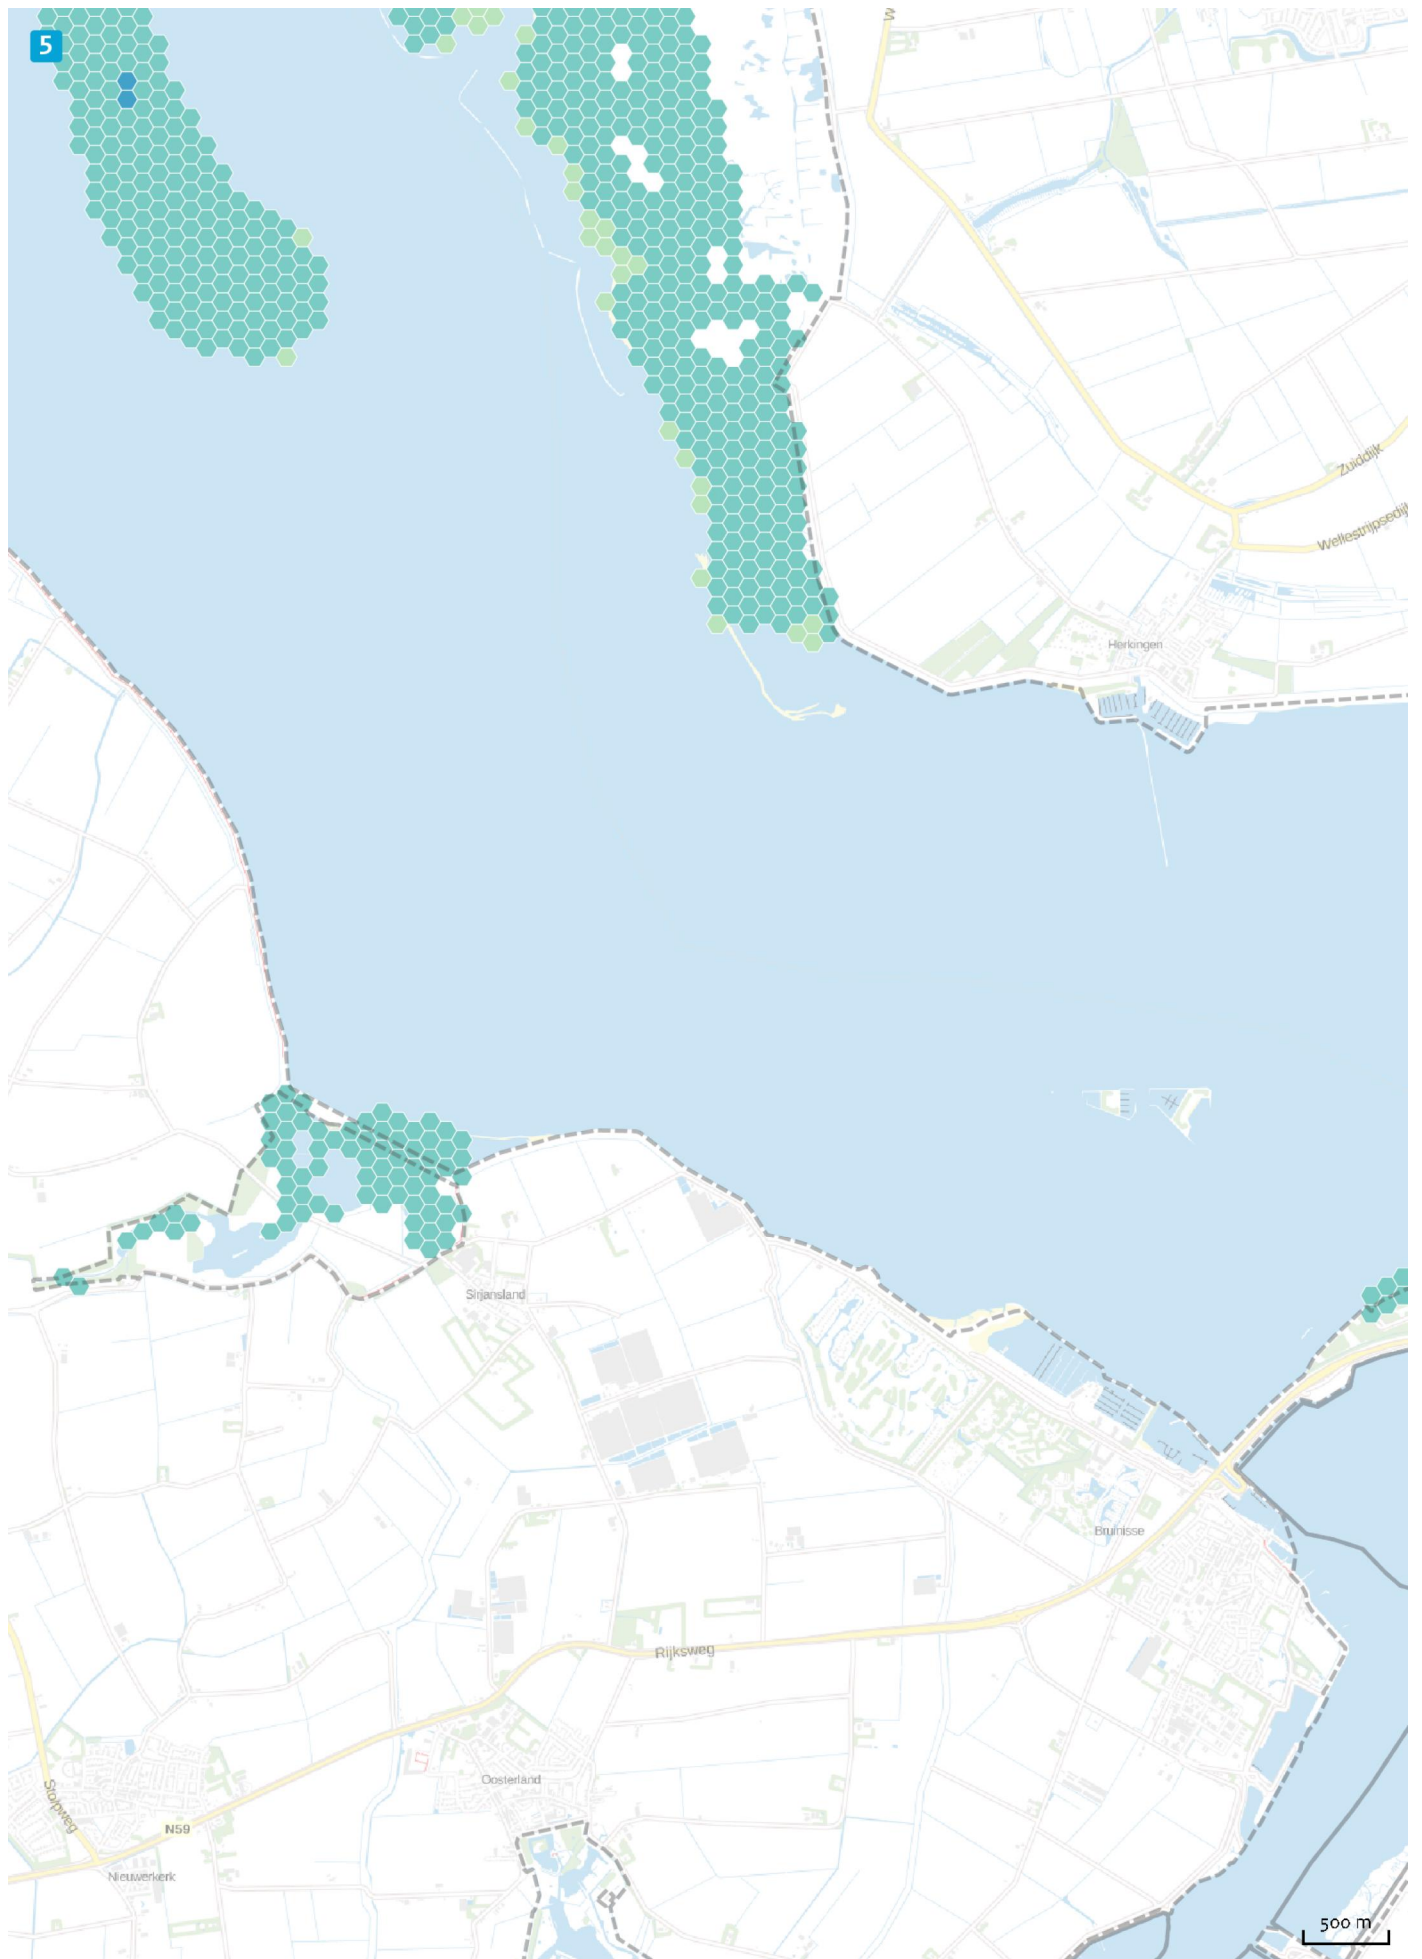 5
W
Zuiddijk
Wellestrijpsedijk
Herkingen
Sirjansland
Bruinisse
Rijksweg
Oosterland
Stolpweg
N59
Nieuwerkerk
500 m